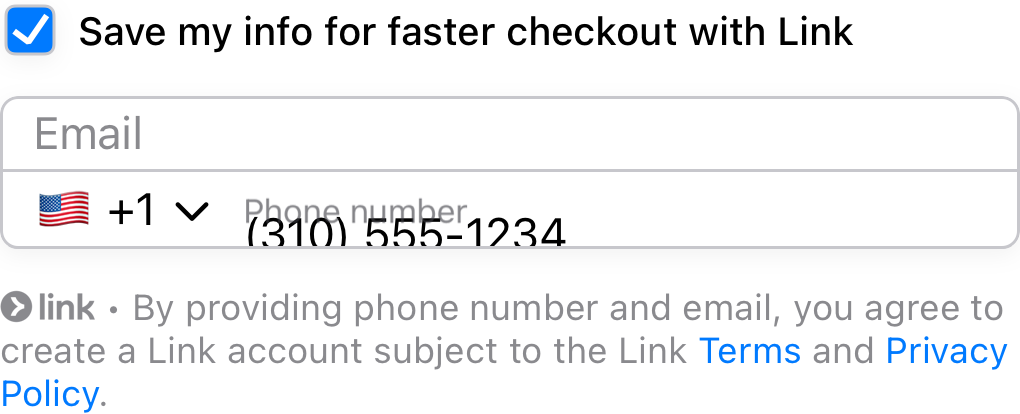 Save my info for faster checkout with Link
Email
+1
Phone number
(310) 555-1234
link • By providing phone number and email, you agree to
create a Link account subject to the Link Terms and Privacy
Policy.